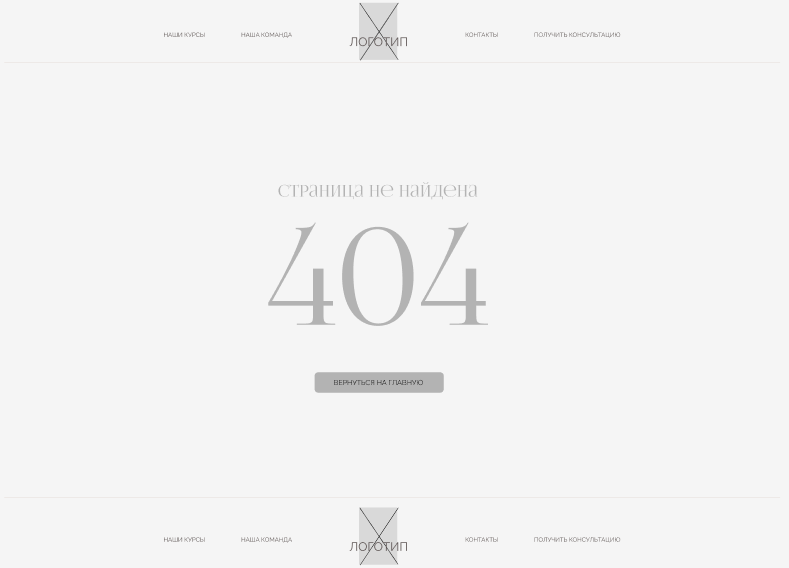 НАШИ КУРСЫ НАША КОМАНДА ЛОГОТИП КОНТАКТЫ ПОЛУЧИТЬ КОНСУЛЬТАЦИЮ
страница не найдена
404
ВЕРНУТЬСЯ НА ГЛАВНУЮ
НАШИ КУРСЫ НАША КОМАНДА ЛОГОТИП КОНТАКТЫ ПОЛУЧИТЬ КОНСУЛЬТАЦИЮ